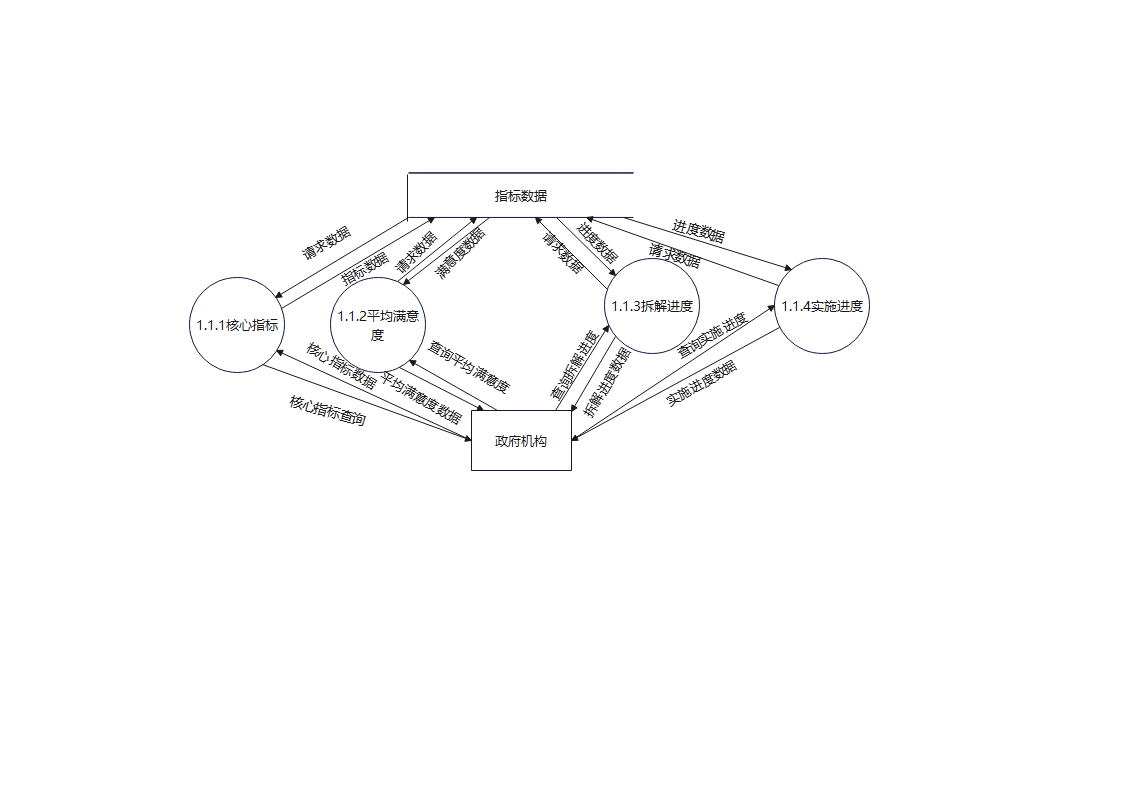 指标数据
请求数据
指标数据
请求数据
满意度数据
请求数据
进度数据
进度数据
请求数据
1.1.1核心指标
1.1.2平均满意
度
1.1.3拆解进度
1.1.4实施进度
核心指标数据
核心指标查询
平均满意度数据
查询平均满意度
查询拆解进度
拆解进度数据
查询实施进度
实施进度数据
政府机构